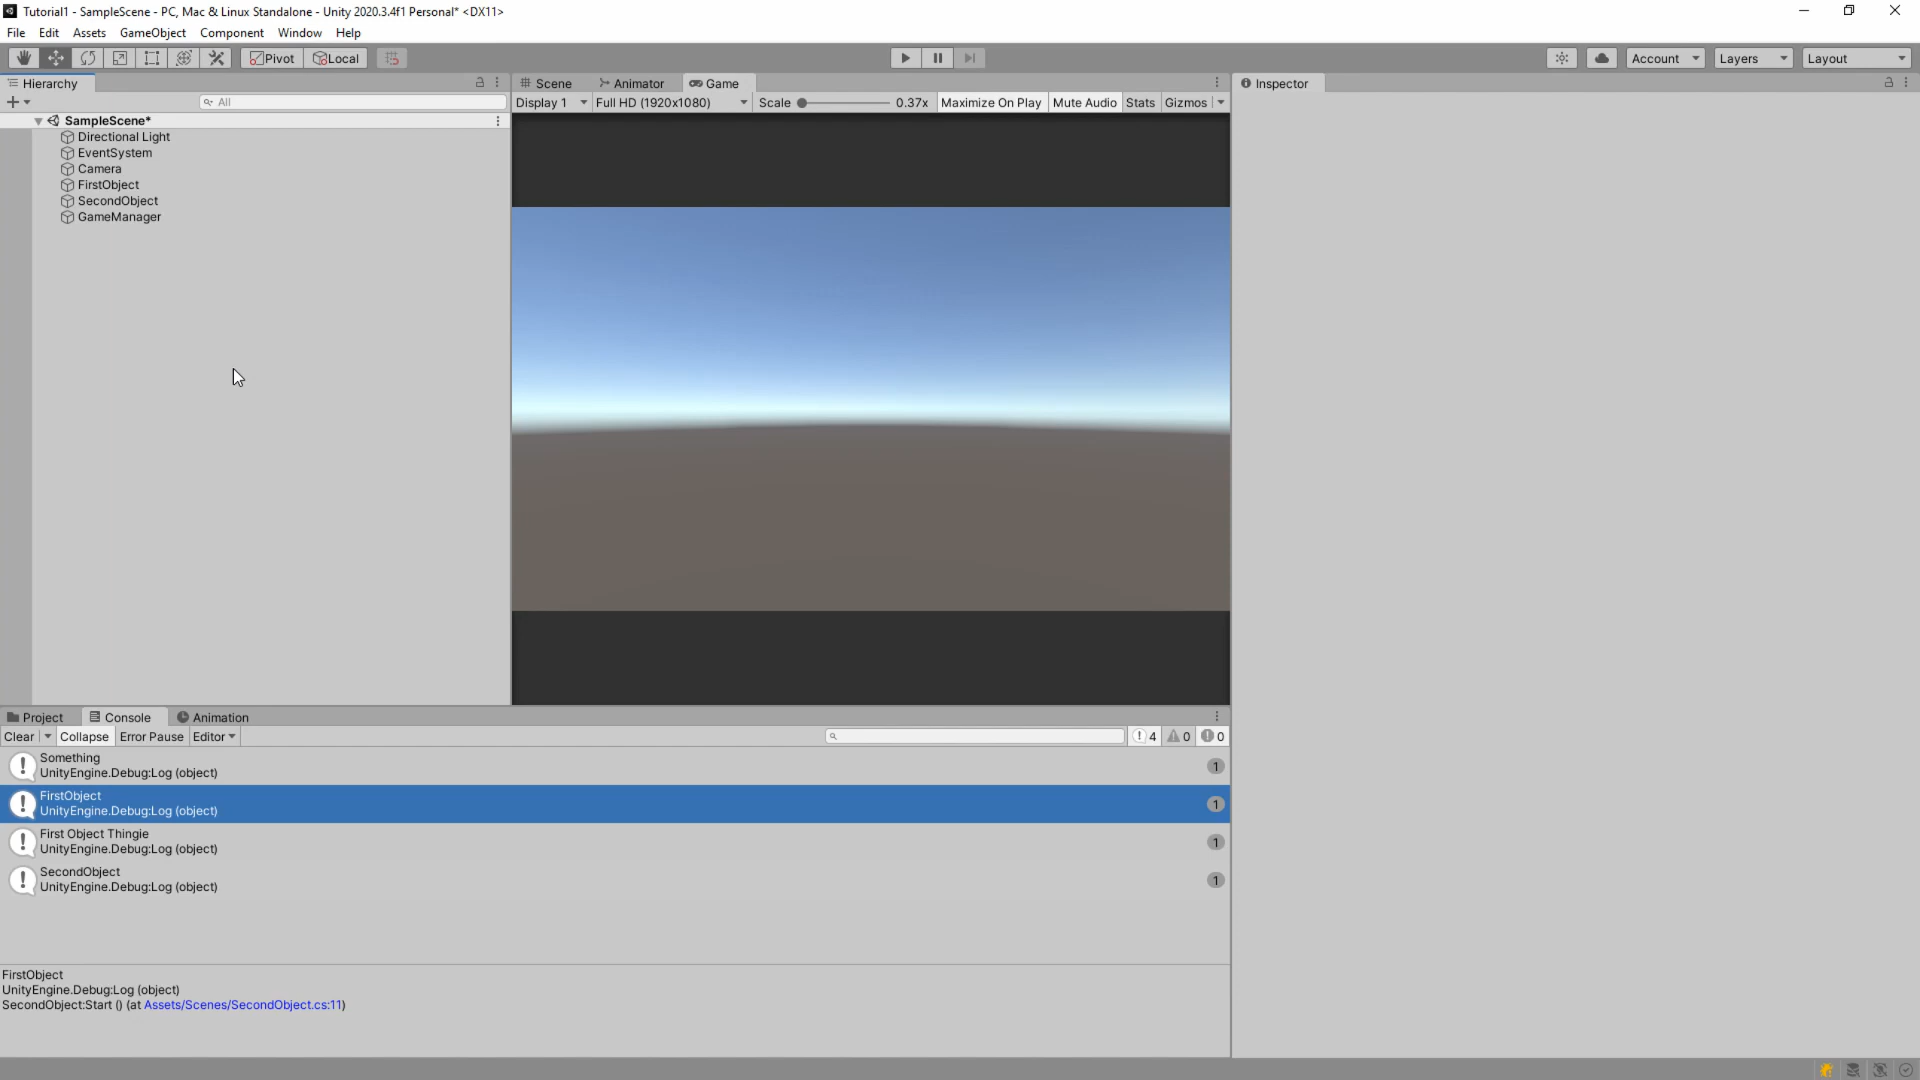 Tutorial1 - SampleScene - PC, Mac & Linux Standalone - Unity 2020.3.4f1 Personal* <DX11>
File Edit Assets GameObject Component Window Help
Pivot Local Account Layers Layout
Hierarchy
All
SampleScene*
Directional Light
EventSystem
Camera
FirstObject
SecondObject
GameManager
Scene Animator Game
Display 1 Full HD (1920x1080) Scale 0.37x Maximize On Play Mute Audio Stats Gizmos
Inspector
Project Console Animation
Clear Collapse Error Pause Editor 4 0 0
Something
UnityEngine.Debug:Log (object)
1
FirstObject
UnityEngine.Debug:Log (object)
1
First Object Thingie
UnityEngine.Debug:Log (object)
1
SecondObject
UnityEngine.Debug:Log (object)
1
FirstObject
UnityEngine.Debug:Log (object)
SecondObject:Start () (at Assets/Scenes/SecondObject.cs:11)